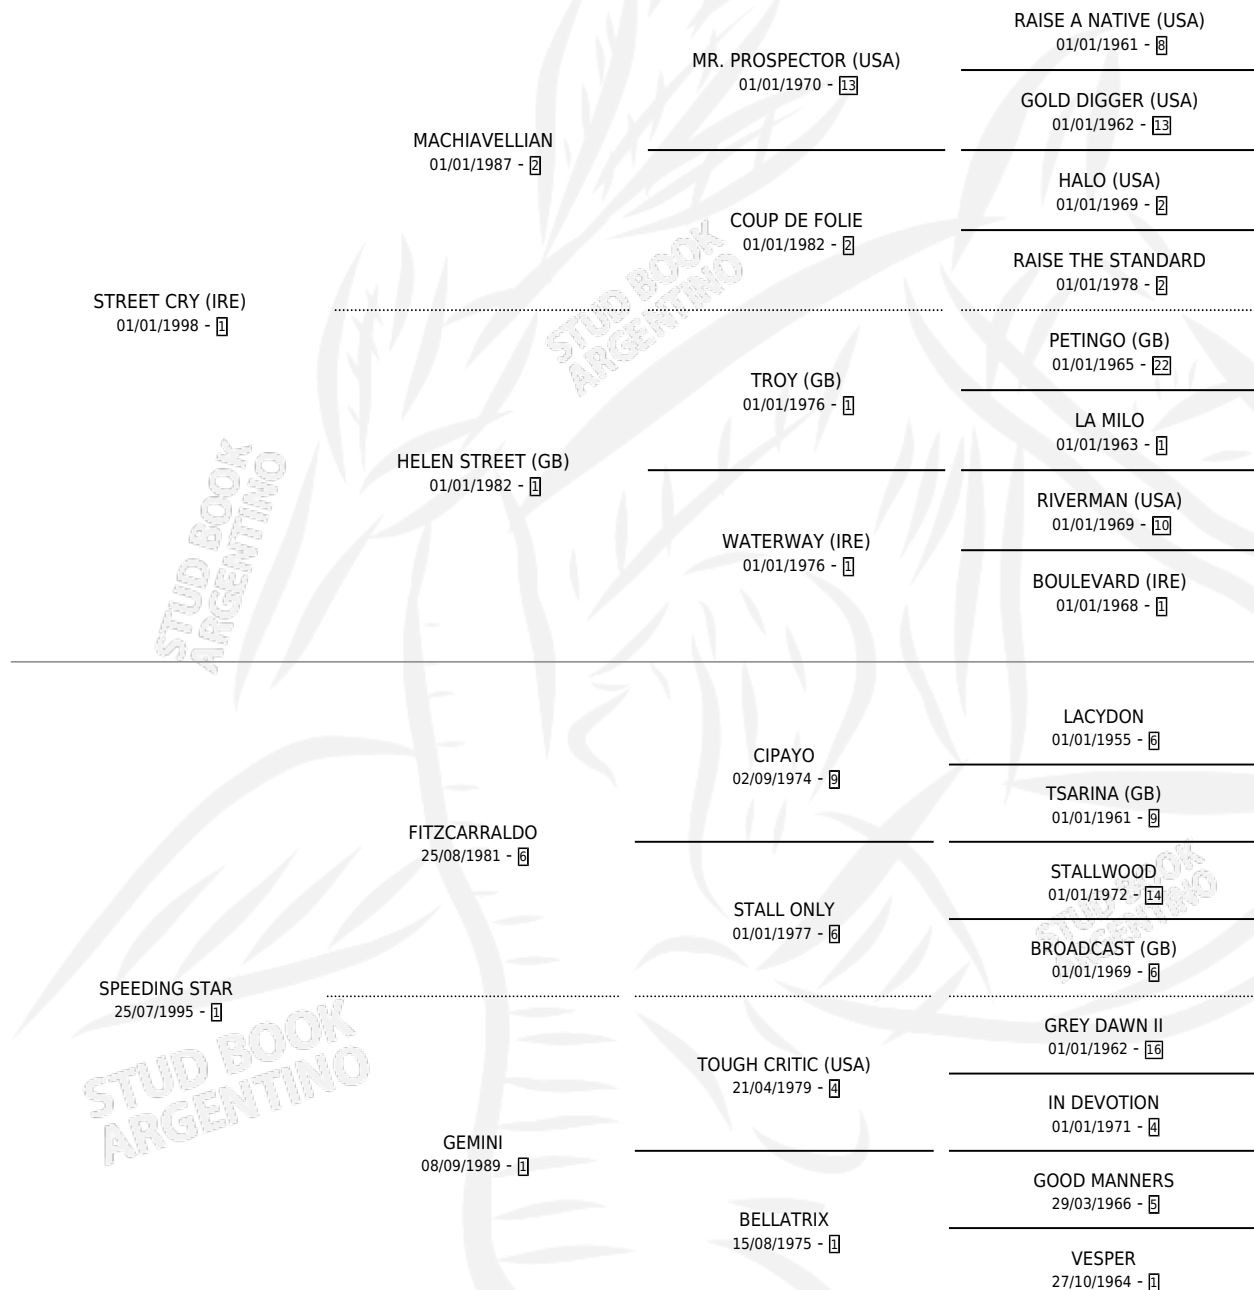 STREET CRY (IRE)
01/01/1998 - 1
MACHIAVELLIAN
01/01/1987 - 2
HELEN STREET (GB)
01/01/1982 - 1
MR. PROSPECTOR (USA)
01/01/1970 - 13
COUP DE FOLIE
01/01/1982 - 2
TROY (GB)
01/01/1976 - 1
WATERWAY (IRE)
01/01/1976 - 1
RAISE A NATIVE (USA)
01/01/1961 - 8
GOLD DIGGER (USA)
01/01/1962 - 13
HALO (USA)
01/01/1969 - 2
RAISE THE STANDARD
01/01/1978 - 2
PETINGO (GB)
01/01/1965 - 22
LA MILO
01/01/1963 - 1
RIVERMAN (USA)
01/01/1969 - 10
BOULEVARD (IRE)
01/01/1968 - 1
SPEEDING STAR
25/07/1995 - 1
FITZCARRALDO
25/08/1981 - 6
GEMINI
08/09/1989 - 1
CIPAYO
02/09/1974 - 9
STALL ONLY
01/01/1977 - 6
TOUGH CRITIC (USA)
21/04/1979 - 4
BELLATRIX
15/08/1975 - 1
LACYDON
01/01/1955 - 6
TSARINA (GB)
01/01/1961 - 9
STALLWOOD
01/01/1972 - 14
BROADCAST (GB)
01/01/1969 - 6
GREY DAWN II
01/01/1962 - 16
IN DEVOTION
01/01/1971 - 4
GOOD MANNERS
29/03/1966 - 5
VESPER
27/10/1964 - 1
STUD BOOK
ARGENTINO
STUD BOOK
ARGENTINO
STUD BOOK
ARGENTINO
STUD BOOK
ARGENTINO